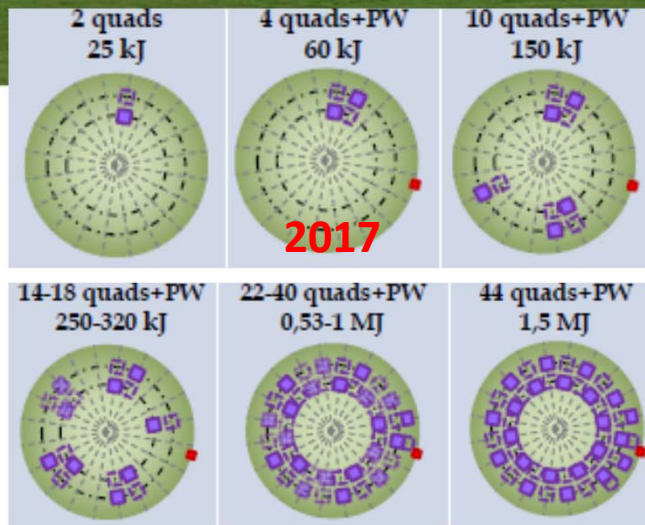 2 quads
25 kJ
4 quads+PW
60 kJ
10 quads+PW
150 kJ
2017
14-18 quads+PW
250-320 kJ
22-40 quads+PW
0,53-1 MJ
44 quads+PW
1,5 MJ